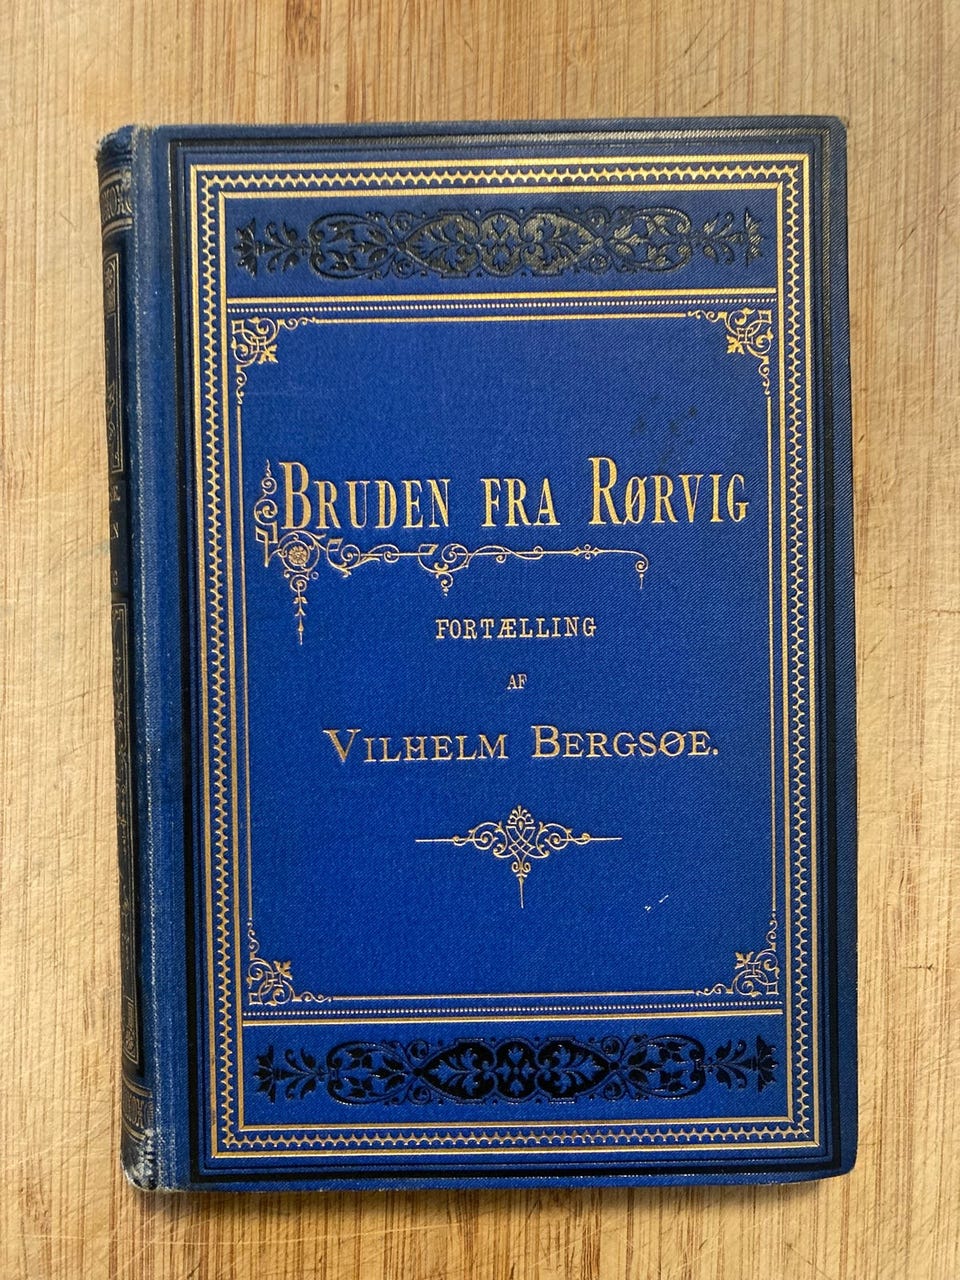 BRUDEN FRA RØRVIG
FORTÆLLING
AF
VILHELM BERGSØE.